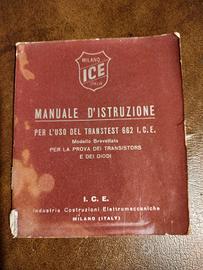 MILANO
ICE
ITALIA
MANUALE D'ISTRUZIONE
PER L'USO DEL TRANSTEST 662 I.C.E.
Modello Brevettato
PER LA PROVA DEI TRANSISTORS
E DEI DIODI
I. C. E.
Industria Costruzioni Elettromeccaniche
MILANO (ITALY)